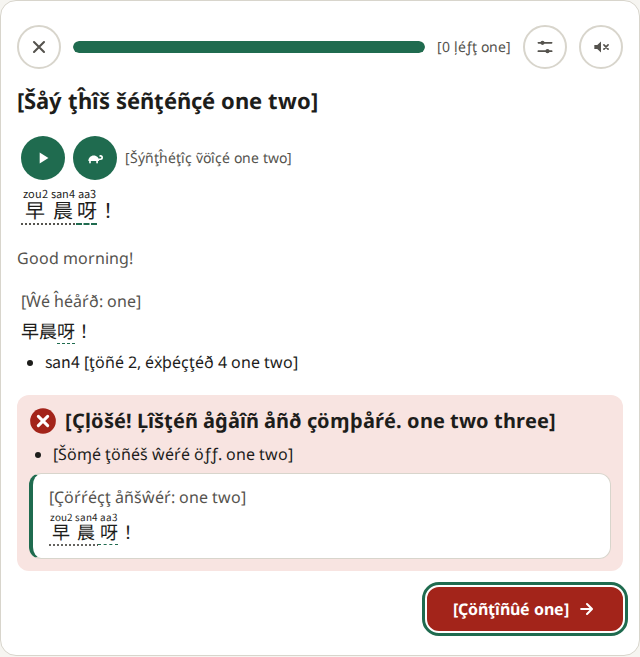 [0 ļéƒţ one]
[Šåý ţĥîš šéñţéñçé one two]
[Šýñţĥéţîç ṽöîçé one two]
zou2 san4 aa3
早晨呀！
Good morning!
[Ŵé ĥéåŕð: one]
早晨呀！
san4 [ţöñé 2, éẋþéçţéð 4 one two]
[Çļöšé! Ļîšţéñ åĝåîñ åñð çöɱþåŕé. one two three]
[Šöɱé ţöñéš ŵéŕé öƒƒ. one two]
[Çöŕŕéçţ åñšŵéŕ: one two]
zou2 san4 aa3
早晨呀！
[Çöñţîñûé one]